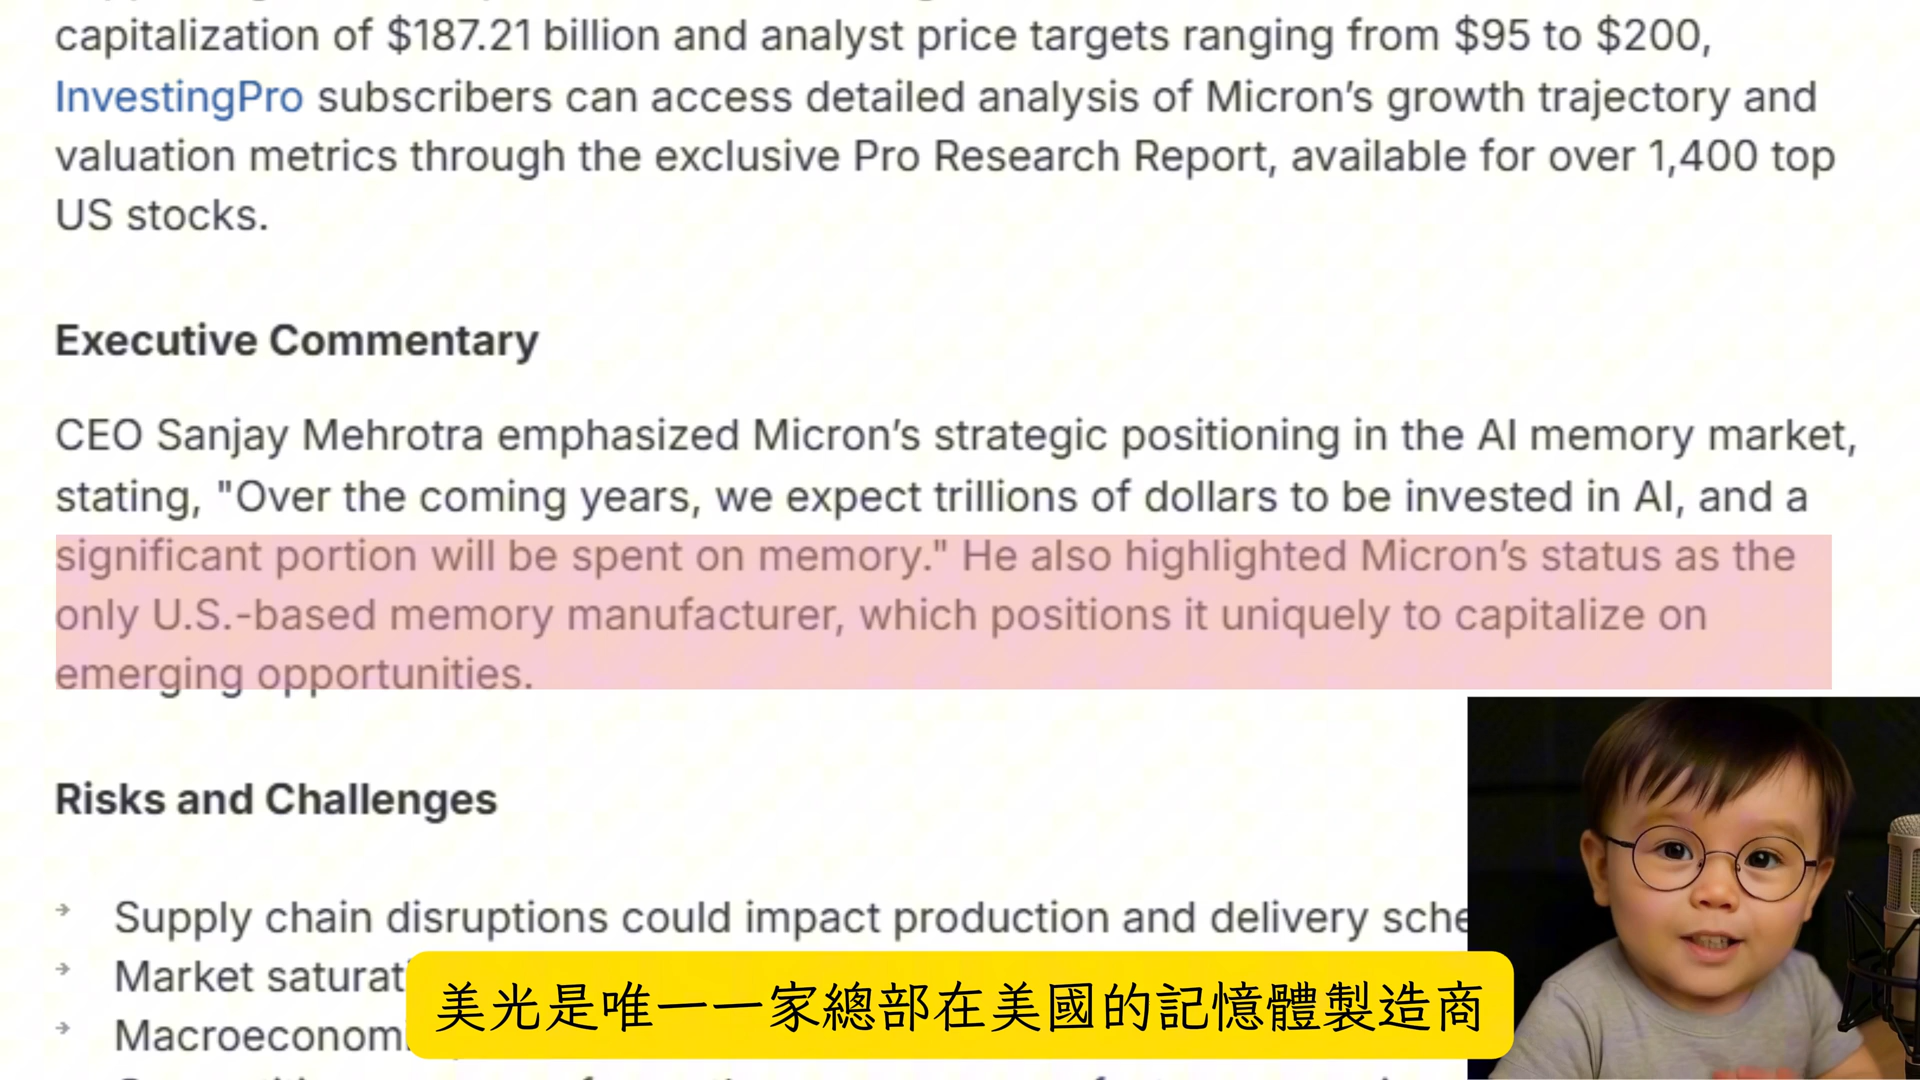 capitalization of $187.21 billion and analyst price targets ranging from $95 to $200,
InvestingPro subscribers can access detailed analysis of Micron’s growth trajectory and
valuation metrics through the exclusive Pro Research Report, available for over 1,400 top
US stocks.
Executive Commentary
CEO Sanjay Mehrotra emphasized Micron’s strategic positioning in the AI memory market,
stating, "Over the coming years, we expect trillions of dollars to be invested in AI, and a
significant portion will be spent on memory." He also highlighted Micron’s status as the
only U.S.-based memory manufacturer, which positions it uniquely to capitalize on
emerging opportunities.
Risks and Challenges
Supply chain disruptions could impact production and delivery sche
Market saturati
Macroeconomi
美光是唯一一家總部在美國的記憶體製造商